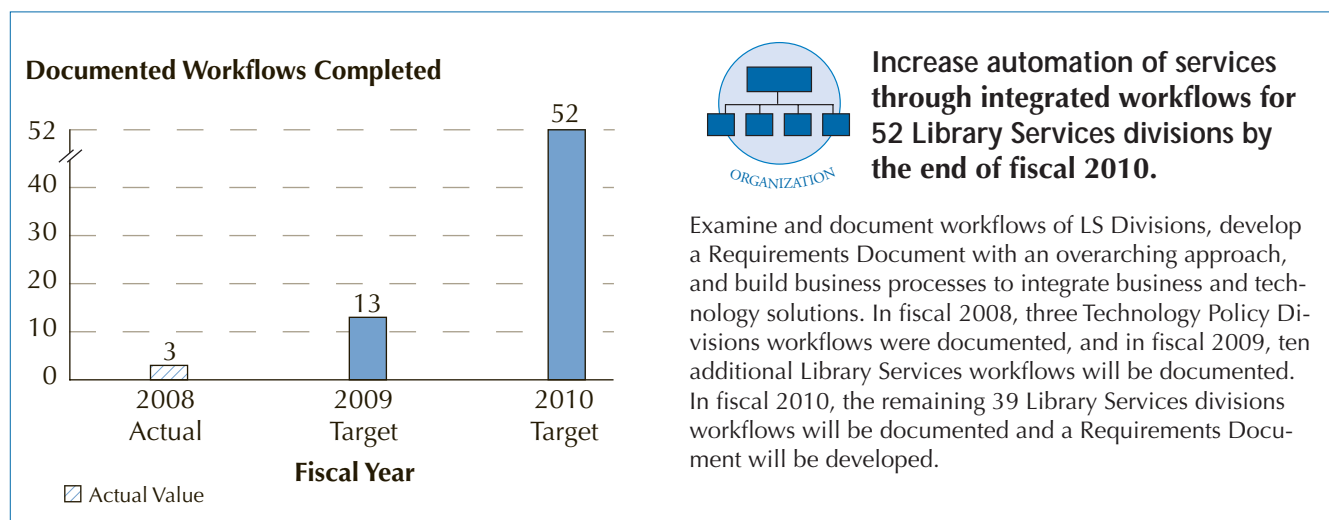 Documented Workflows Completed
52
40
30
20
10
0
3
13
52
2008
Actual
2009
Target
2010
Target
Fiscal Year
Actual Value
ORGANIZATION
Increase automation of services
through integrated workflows for
52 Library Services divisions by
the end of fiscal 2010.
Examine and document workflows of LS Divisions, develop
a Requirements Document with an overarching approach,
and build business processes to integrate business and tech-
nology solutions. In fiscal 2008, three Technology Policy Di-
visions workflows were documented, and in fiscal 2009, ten
additional Library Services workflows will be documented.
In fiscal 2010, the remaining 39 Library Services divisions
workflows will be documented and a Requirements Docu-
ment will be developed.